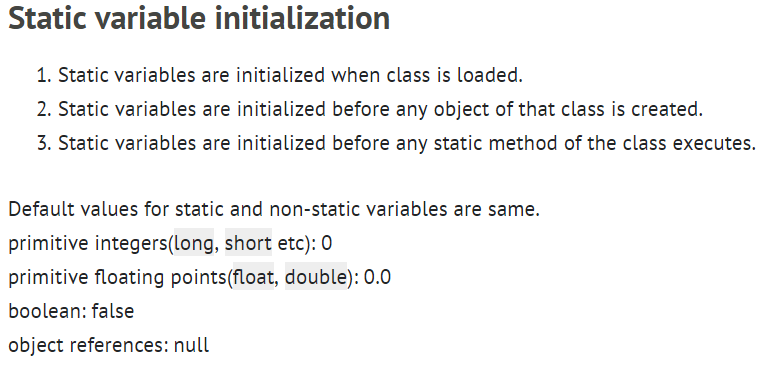 Static variable initialization
1. Static variables are initialized when class is loaded.
2. Static variables are initialized before any object of that class is created.
3. Static variables are initialized before any static method of the class executes.
Default values for static and non-static variables are same.
primitive integers(long, short etc): 0
primitive floating points(float, double): 0.0
boolean: false
object references: null